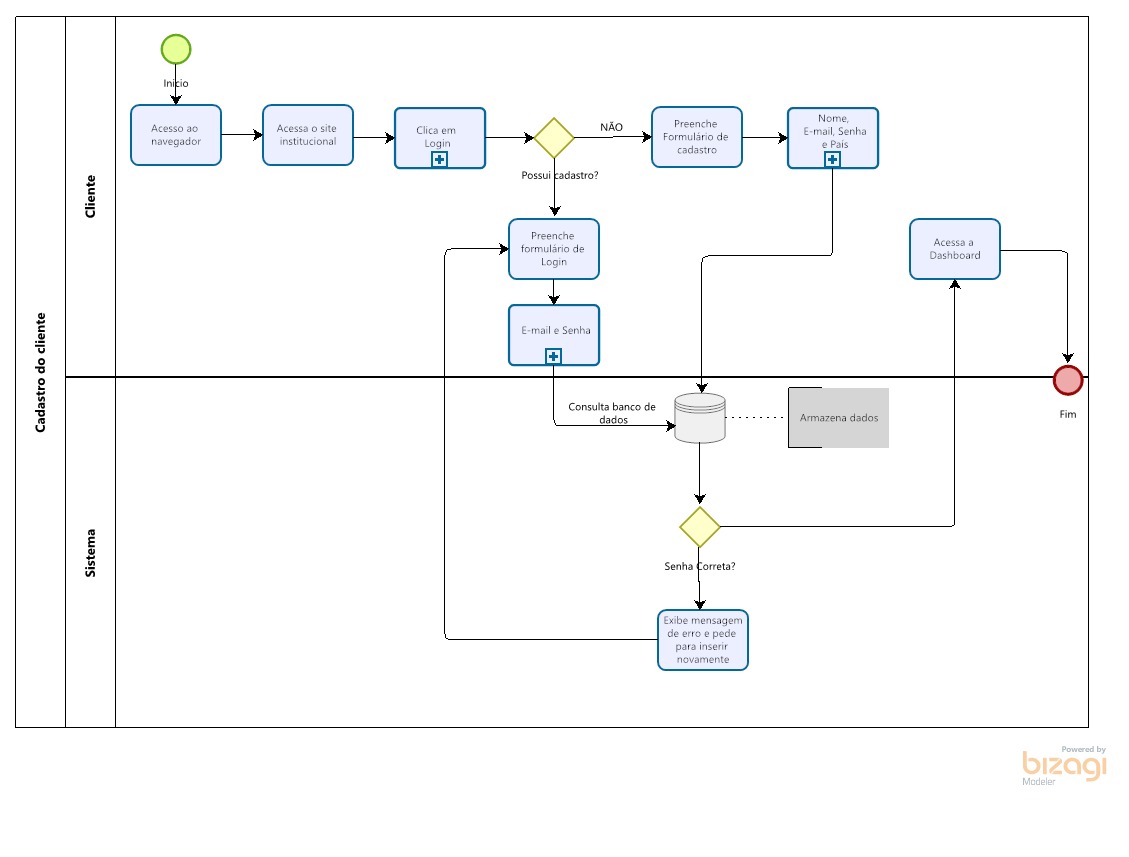 Cadastro do cliente
Cliente
Inicio
Acesso ao
navegador
Acessa o site
institucional
Clica em
Login
Possui cadastro?
NÃO
Preenche
Formulário de
cadastro
Nome,
E-mail, Senha
e Pais
Preenche
formulário de
Login
E-mail e Senha
Acessa a
Dashboard
Fim
Sistema
Consulta banco de
dados
Armazena dados
Senha Correta?
Exibe mensagem
de erro e pede
para inserir
novamente
Powered by
bizagi
Modeler